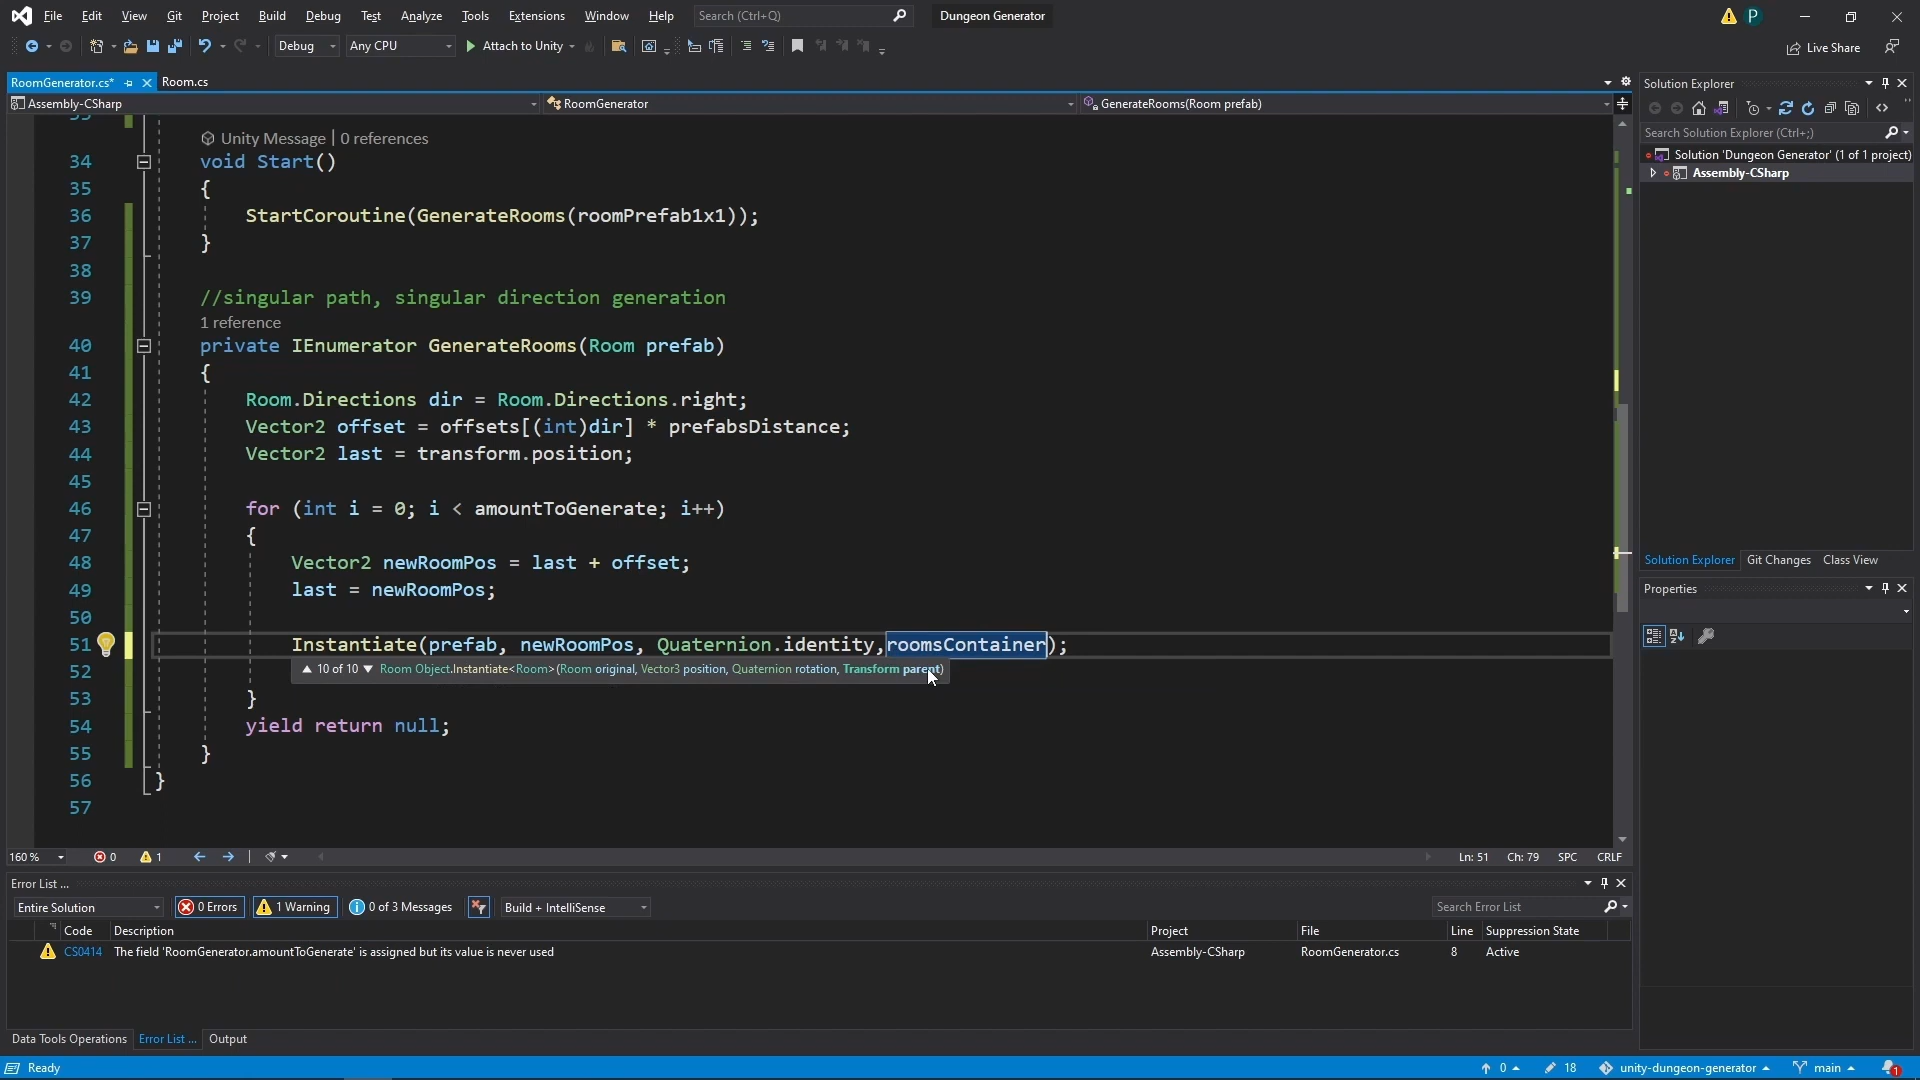 File Edit View Git Project Build Debug Test Analyze Tools Extensions Window Help Search (Ctrl+Q) Dungeon Generator P
Debug Any CPU Attach to Unity Live Share
RoomGenerator.cs* Room.cs
Assembly-CSharp RoomGenerator GenerateRooms(Room prefab)
Unity Message | 0 references
34 void Start()
35 {
36 StartCoroutine(GenerateRooms(roomPrefab1x1));
37 }
38
39 //singular path, singular direction generation
1 reference
40 private IEnumerator GenerateRooms(Room prefab)
41 {
42 Room.Directions dir = Room.Directions.right;
43 Vector2 offset = offsets[(int)dir] * prefabsDistance;
44 Vector2 last = transform.position;
45
46 for (int i = 0; i < amountToGenerate; i++)
47 {
48 Vector2 newRoomPos = last + offset;
49 last = newRoomPos;
50
51 Instantiate(prefab, newRoomPos, Quaternion.identity,roomsContainer);
52 10 of 10 Room Object.Instantiate<Room>(Room original, Vector3 position, Quaternion rotation, Transform parent)
53 }
54 yield return null;
55 }
56 }
57
160 % 0 1 Ln: 51 Ch: 79 SPC CRLF
Solution Explorer
Search Solution Explorer (Ctrl+;)
Solution 'Dungeon Generator' (1 of 1 project)
Assembly-CSharp
Solution Explorer Git Changes Class View
Properties
Error List ...
Entire Solution 0 Errors 1 Warning 0 of 3 Messages Build + IntelliSense Search Error List
Code Description Project File Line Suppression State
CS0414 The field 'RoomGenerator.amountToGenerate' is assigned but its value is never used Assembly-CSharp RoomGenerator.cs 8 Active
Data Tools Operations Error List ... Output
Ready 0 18 unity-dungeon-generator main 1